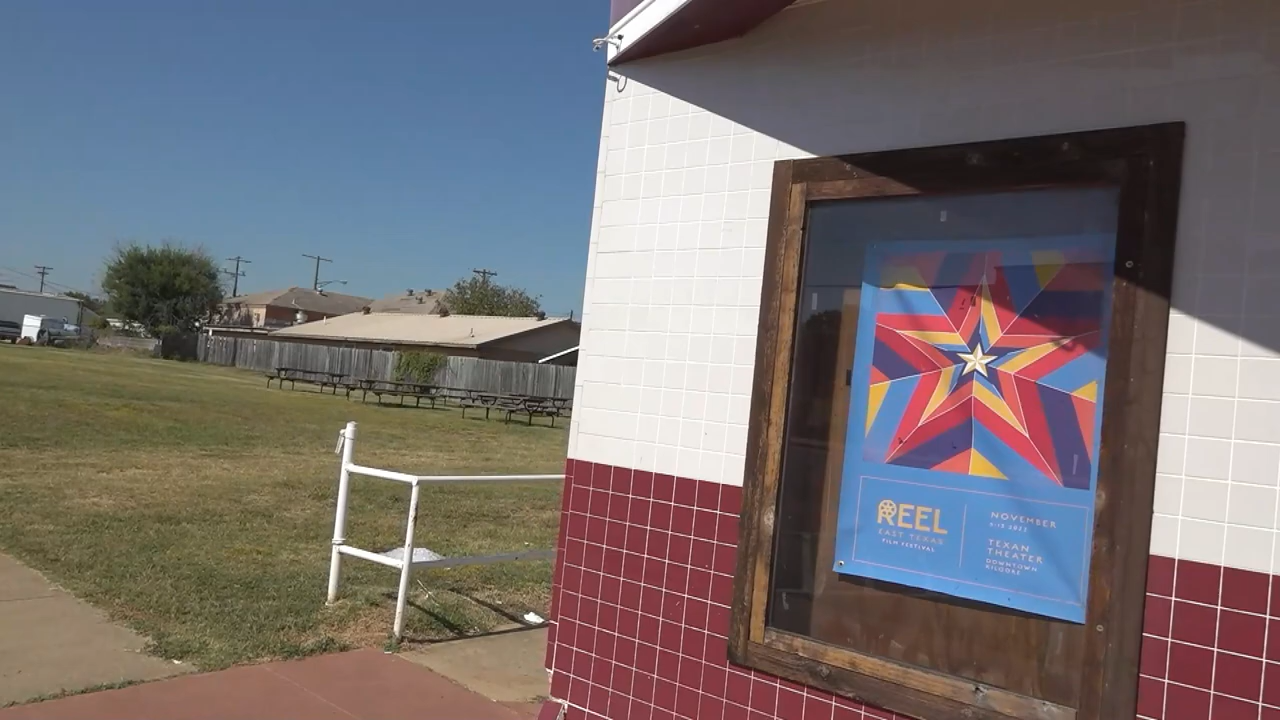 REEL
EAST TEXAS
FILM FESTIVAL
NOVEMBER
TEXAN
THEATER
DOWNTOWN
KILGORE